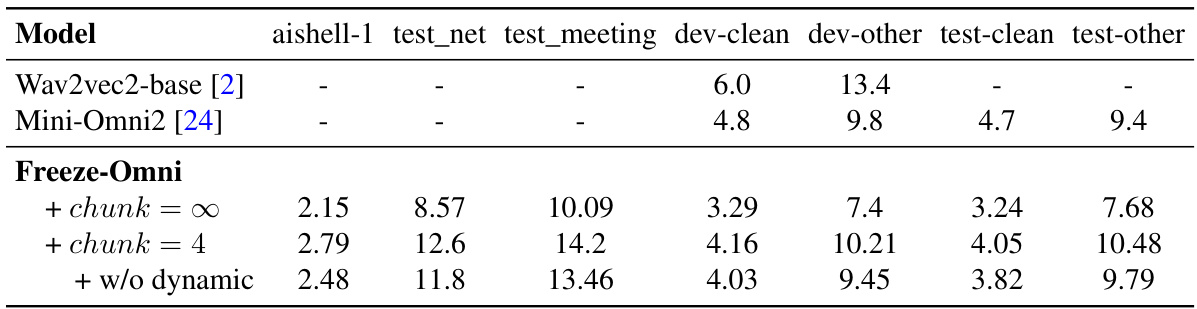 Model aishell-1 test_net test_meeting dev-clean dev-other test-clean test-other
Wav2vec2-base [2] - - - 6.0 13.4 - -
Mini-Omni2 [24] - - - 4.8 9.8 4.7 9.4
Freeze-Omni
+ chunk = ∞ 2.15 8.57 10.09 3.29 7.4 3.24 7.68
+ chunk = 4 2.79 12.6 14.2 4.16 10.21 4.05 10.48
+ w/o dynamic 2.48 11.8 13.46 4.03 9.45 3.82 9.79